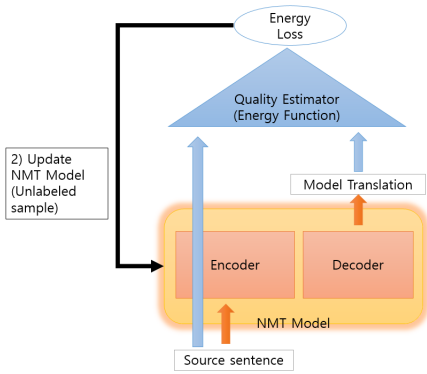 Energy
Loss
Quality Estimator
(Energy Function)
2) Update
NMT Model
(Unlabeled
sample)
Model Translation
Encoder
Decoder
NMT Model
Source sentence